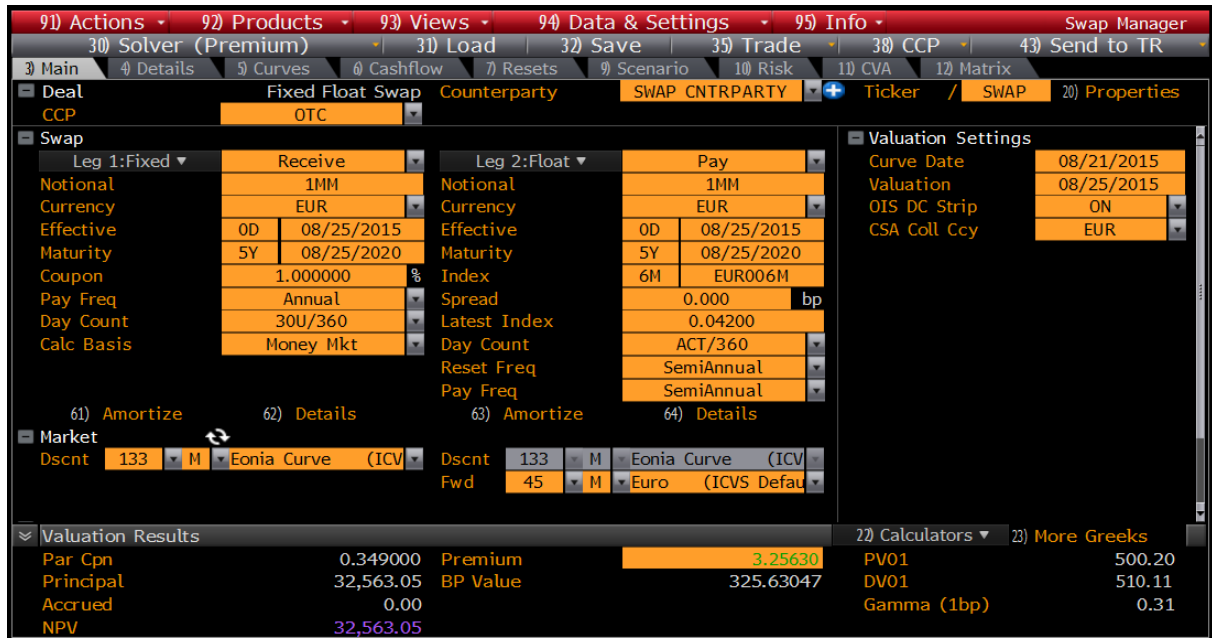 91) Actions 92) Products 93) Views 94) Data & Settings 95) Info Swap Manager
30) Solver (Premium) 31) Load 32) Save 35) Trade 38) CCP 43) Send to TR
3) Main 4) Details 5) Curves 6) Cashflow 7) Resets 9) Scenario 10) Risk 11) CVA 12) Matrix
Deal Fixed Float Swap Counterparty SWAP CNTRPARTY Ticker / SWAP 20) Properties
CCP OTC
Swap Valuation Settings
Leg 1:Fixed Receive Leg 2:Float Pay Curve Date 08/21/2015
Notional 1MM Notional 1MM Valuation 08/25/2015
Currency EUR Currency EUR OIS DC Strip ON
Effective 0D 08/25/2015 Effective 0D 08/25/2015 CSA Coll Ccy EUR
Maturity 5Y 08/25/2020 Maturity 5Y 08/25/2020
Coupon 1.000000 % Index 6M EUR006M
Pay Freq Annual Spread 0.000 bp
Day Count 30U/360 Latest Index 0.04200
Calc Basis Money Mkt Day Count ACT/360
Reset Freq SemiAnnual
Pay Freq SemiAnnual
61) Amortize 62) Details 63) Amortize 64) Details
Market
Dscnt 133 M Eonia Curve (ICV Dscnt 133 M Eonia Curve (ICV
Fwd 45 M Euro (ICVS Defau
Valuation Results 22) Calculators 23) More Greeks
Par Cpn 0.349000 Premium 3.25630 PV01 500.20
Principal 32,563.05 BP Value 325.63047 DV01 510.11
Accrued 0.00 Gamma (1bp) 0.31
NPV 32,563.05